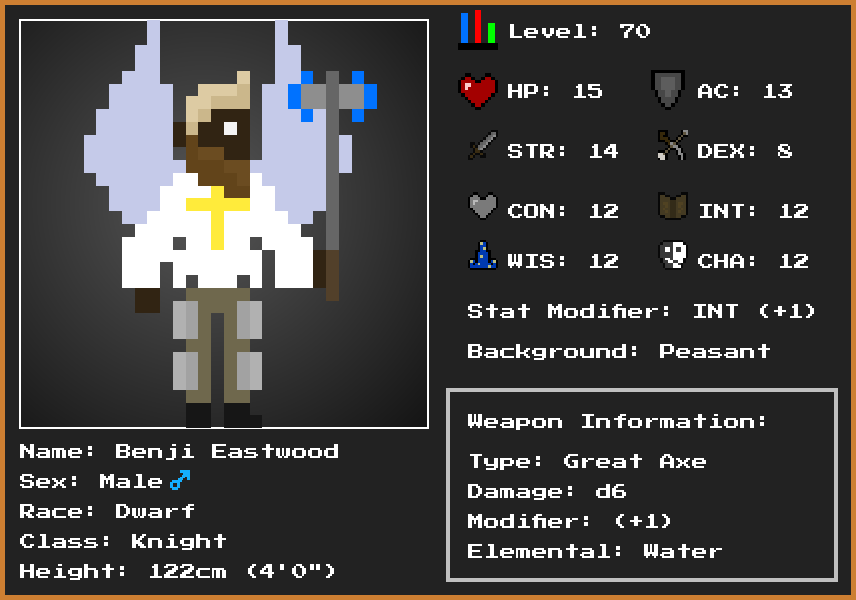 Level: 70
HP: 15 AC: 13
STR: 14 DEX: 8
CON: 12 INT: 12
WIS: 12 CHA: 12
Stat Modifier: INT (+1)
Background: Peasant
Weapon Information:
Type: Great Axe
Damage: d6
Modifier: (+1)
Elemental: Water
Name: Benji Eastwood
Sex: Male ♂
Race: Dwarf
Class: Knight
Height: 122cm (4'0")